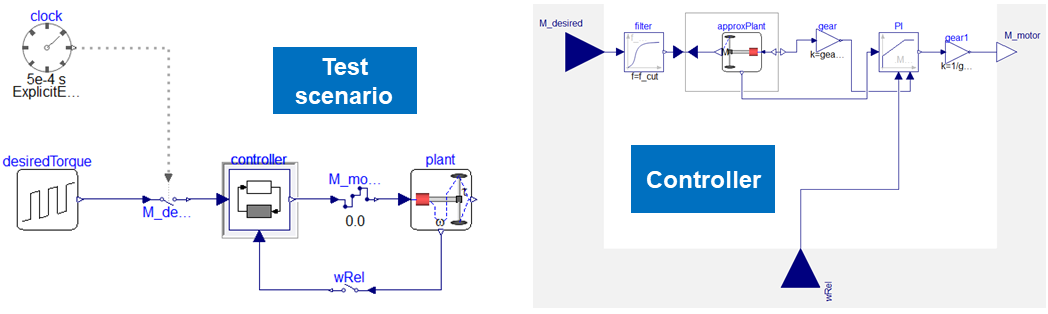 clock
5e-4 s
ExplicitE...
Test
scenario
desiredTorque
M_de...
controller
M_mo...
0.0
plant
ω
wRel
M_desired
filter
f_
f=f_cut
approxPlant
M
gear
k=gea...
PI
M
gear1
k=1/g...
M_motor
Controller
wRel